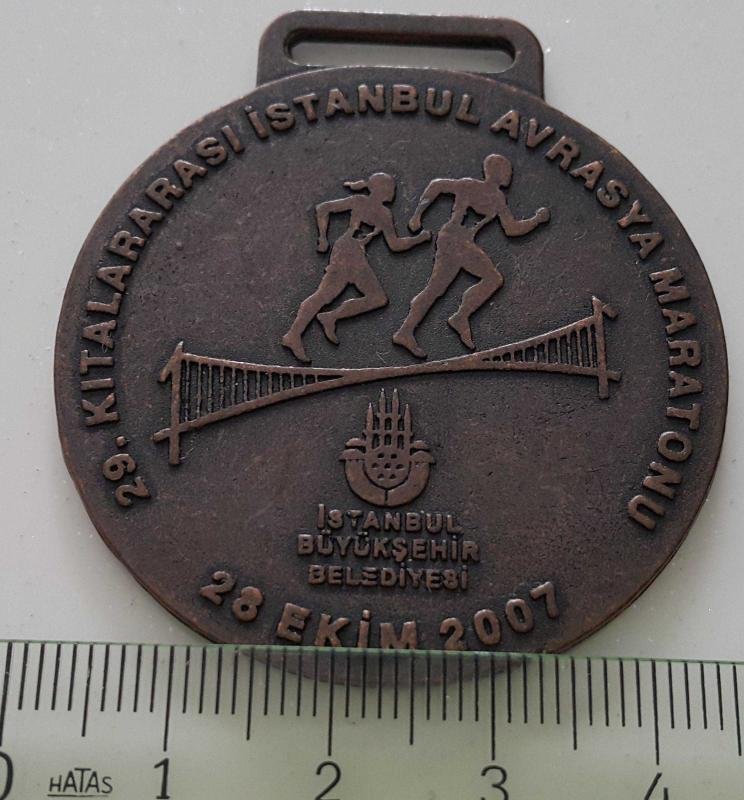 29. KITALARARASI İSTANBUL AVRASYA MARATONU
İSTANBUL
BÜYÜKŞEHİR
BELEDİYESİ
28 EKİM 2007
0 1 2 3 4
HATAS